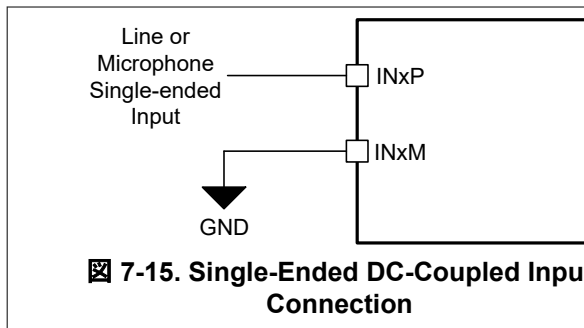 Line or
Microphone
Single-ended
Input
INxP
INxM
GND
図 7-15. Single-Ended DC-Coupled Inpu
Connection